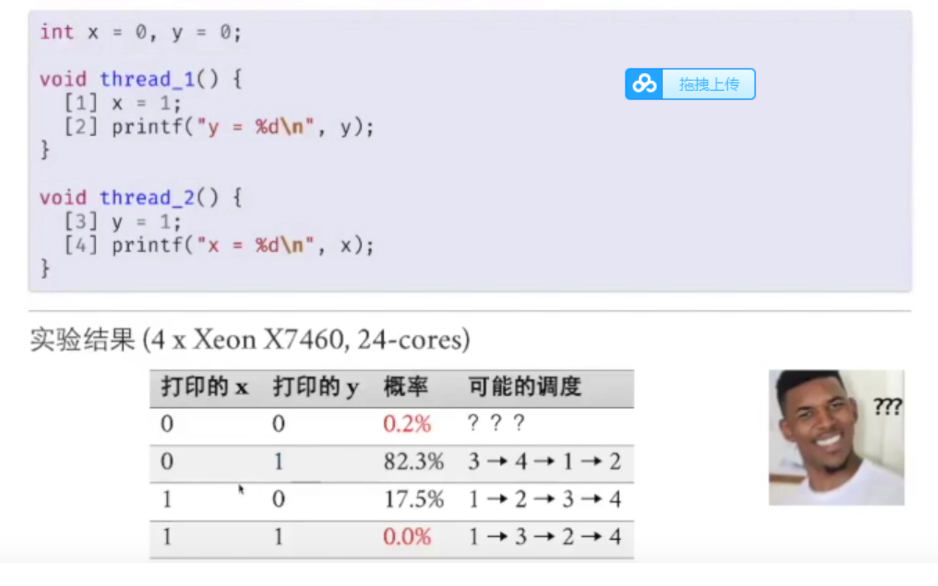 int x = 0, y = 0;
void thread_1() {
[1] x = 1;
[2] printf("y = %d\n", y);
}
void thread_2() {
[3] y = 1;
[4] printf("x = %d\n", x);
}
拖拽上传
实验结果 (4 x Xeon X7460, 24-cores)
打印的 x 打印的 y 概率 可能的调度
0 0 0.2% ? ? ?
0 1 82.3% 3 → 4 → 1 → 2
1 0 17.5% 1 → 2 → 3 → 4
1 1 0.0% 1 → 3 → 2 → 4
???